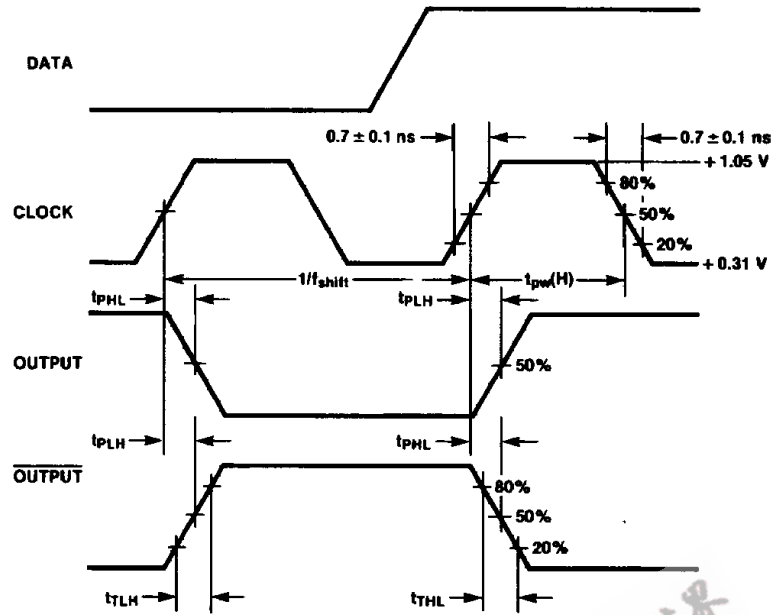 DATA
0.7 ± 0.1 ns
0.7 ± 0.1 ns
+ 1.05 V
80%
CLOCK
50%
20%
+ 0.31 V
1/fshift
tpw(H)
tPHL
tPLH
OUTPUT
50%
tPLH
tPHL
OUTPUT
80%
50%
20%
tTLH
tTHL